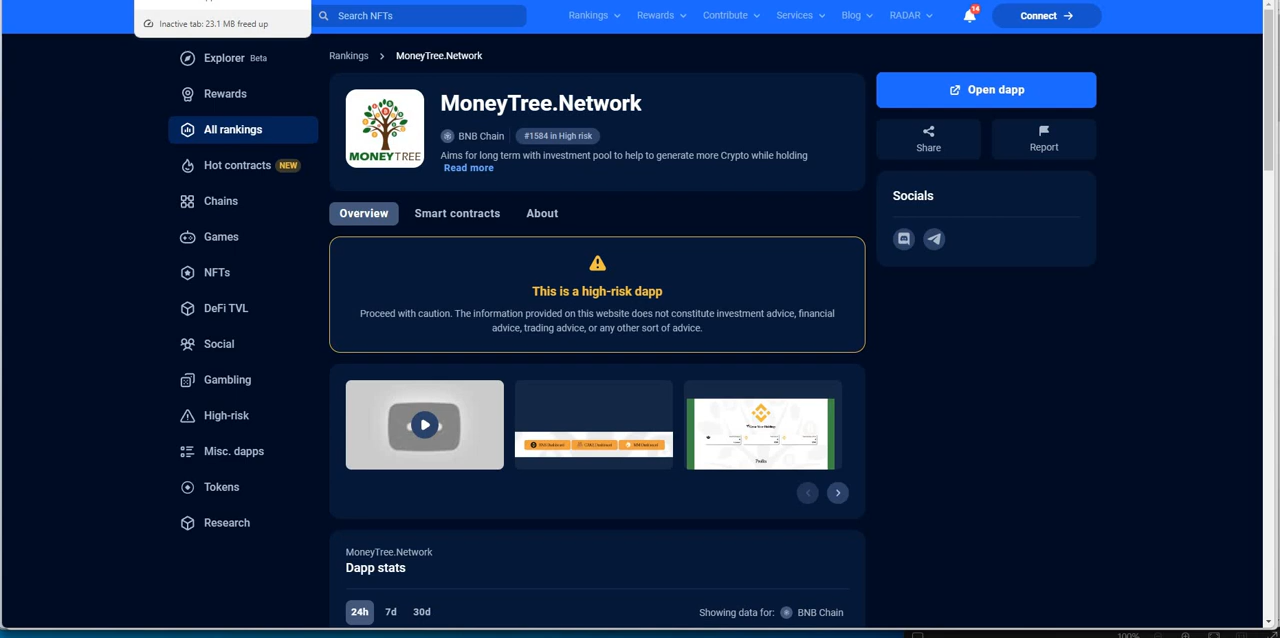 Inactive tab: 23.1 MB freed up
Search NFTs
Rankings
Rewards
Contribute
Services
Blog
RADAR
14
Connect
Explorer Beta
Rewards
All rankings
Hot contracts NEW
Chains
Games
NFTs
DeFi TVL
Social
Gambling
High-risk
Misc. dapps
Tokens
Research
Rankings MoneyTree.Network
MONEYTREE
MoneyTree.Network
BNB Chain #1584 in High risk
Aims for long term with investment pool to help to generate more Crypto while holding
Read more
Open dapp
Share
Report
Socials
Overview Smart contracts About
This is a high-risk dapp
Proceed with caution. The information provided on this website does not constitute investment advice, financial
advice, trading advice, or any other sort of advice.
Profits
MoneyTree.Network
Dapp stats
24h 7d 30d
Showing data for: BNB Chain
100%